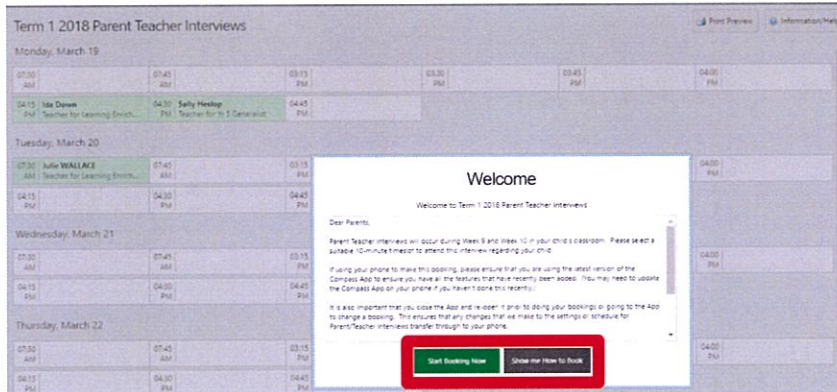 Term 1 2018 Parent Teacher Interviews
Print Preview
Information/Help
Monday, March 19
07:30 AM
07:45 AM
03:15 PM
03:30 PM
03:45 PM
04:00 PM
04:15 PM Ida Down Teacher for Learning Enrich...
04:30 PM Sally Heslop Teacher for Yr 5 Generalist
04:45 PM
Tuesday, March 20
07:30 AM Julie WALLACE Teacher for Learning Enrich...
07:45 AM
03:15 PM
04:00 PM
04:15 PM
04:30 PM
04:45 PM
Wednesday, March 21
07:30 AM
07:45 AM
03:15 PM
04:00 PM
04:15 PM
04:30 PM
04:45 PM
Thursday, March 22
07:30 AM
07:45 AM
03:15 PM
04:00 PM
04:15 PM
04:30 PM
04:45 PM
Welcome
Welcome to Term 1 2018 Parent Teacher Interviews
Dear Parents,
Parent Teacher interviews will occur during Week 9 and Week 10 in your child's classroom. Please select a
suitable 10-minute timeslot to attend this interview regarding your child.
If using your phone to make this booking, please ensure that you are using the latest version of the
Compass App to ensure you have all the features that have recently been added. (You may need to update
the Compass App on your phone if you haven't done this recently.)
It is also important that you close the App and re-open it prior to doing your bookings or going to the App
to change a booking. This ensures that any changes that we make to the settings or schedule for
Parent/Teacher interviews transfer through to your phone.
Start Booking Now
Show me How to Book